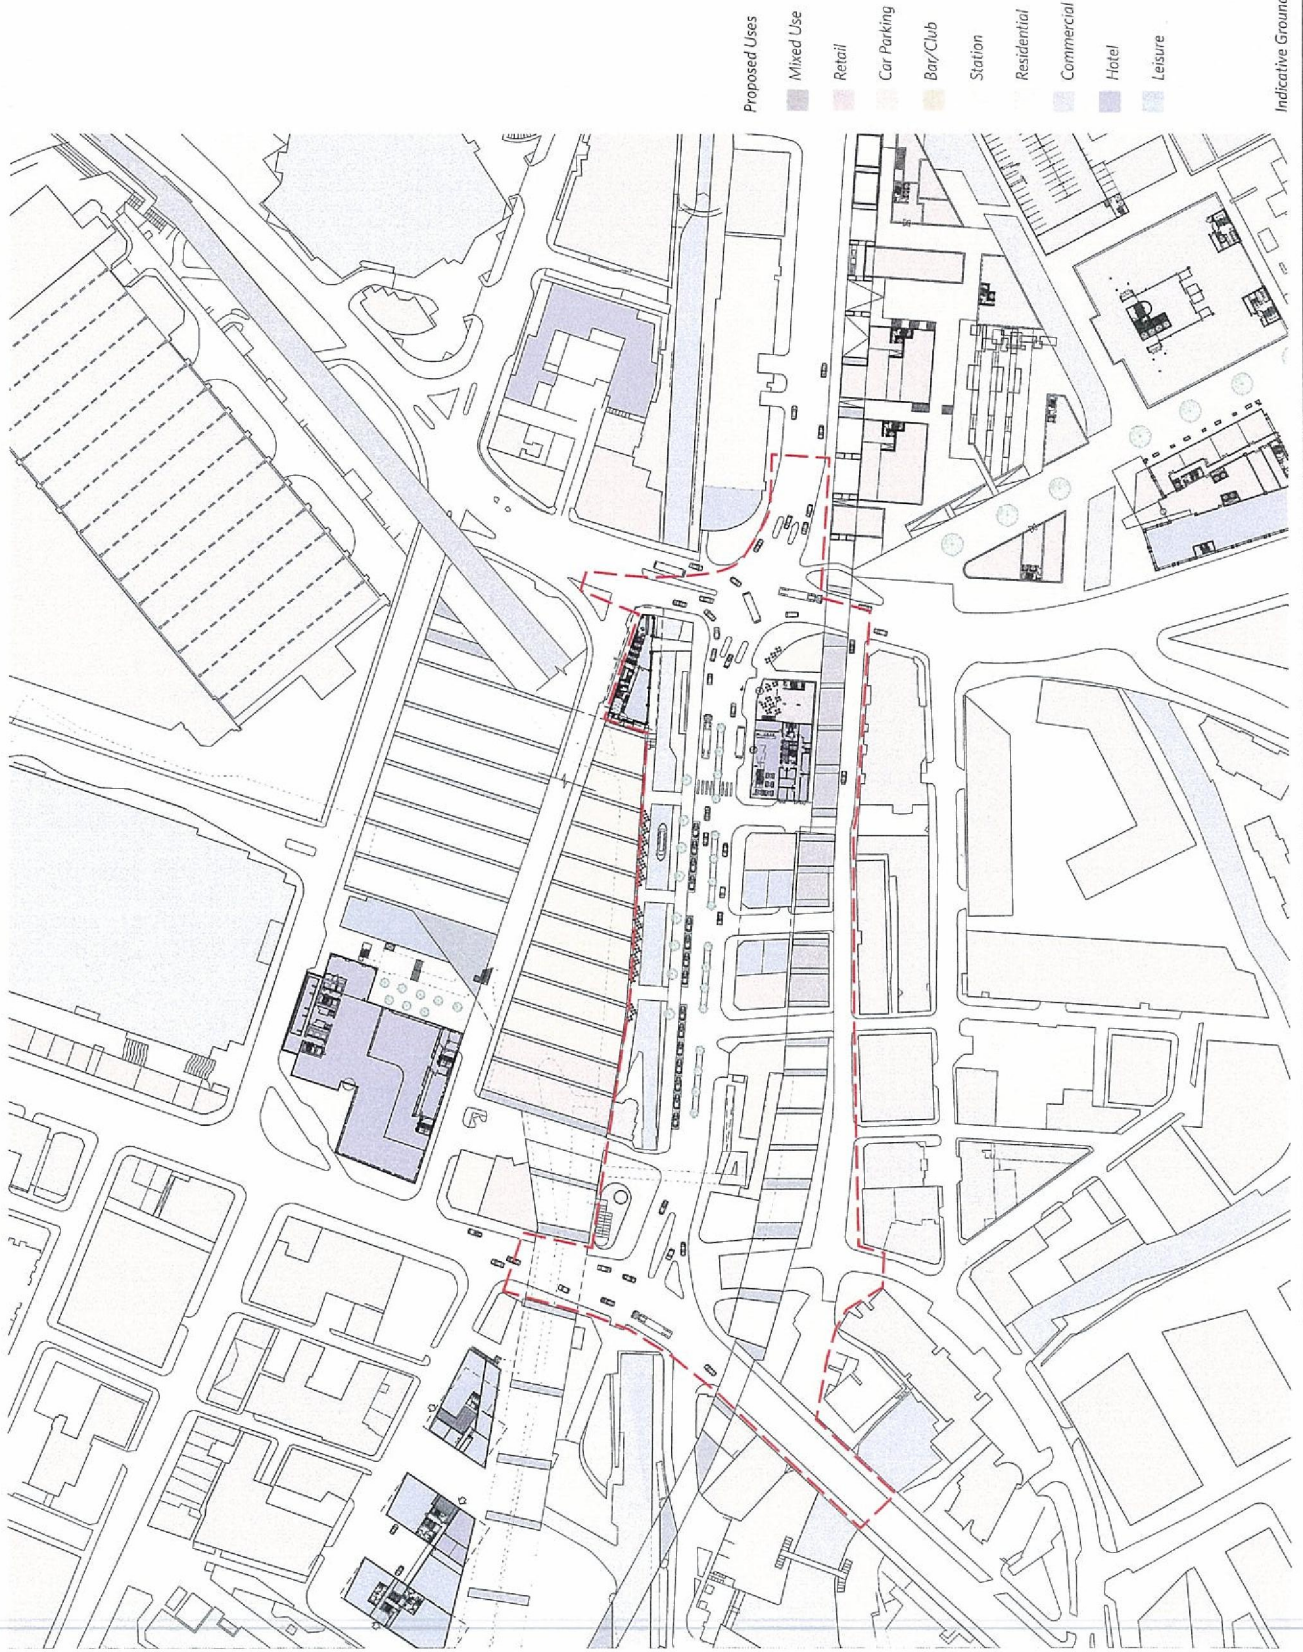 Proposed Uses
Mixed Use
Retail
Car Parking
Bar/Club
Station
Residential
Commercial
Hotel
Leisure
Indicative Ground